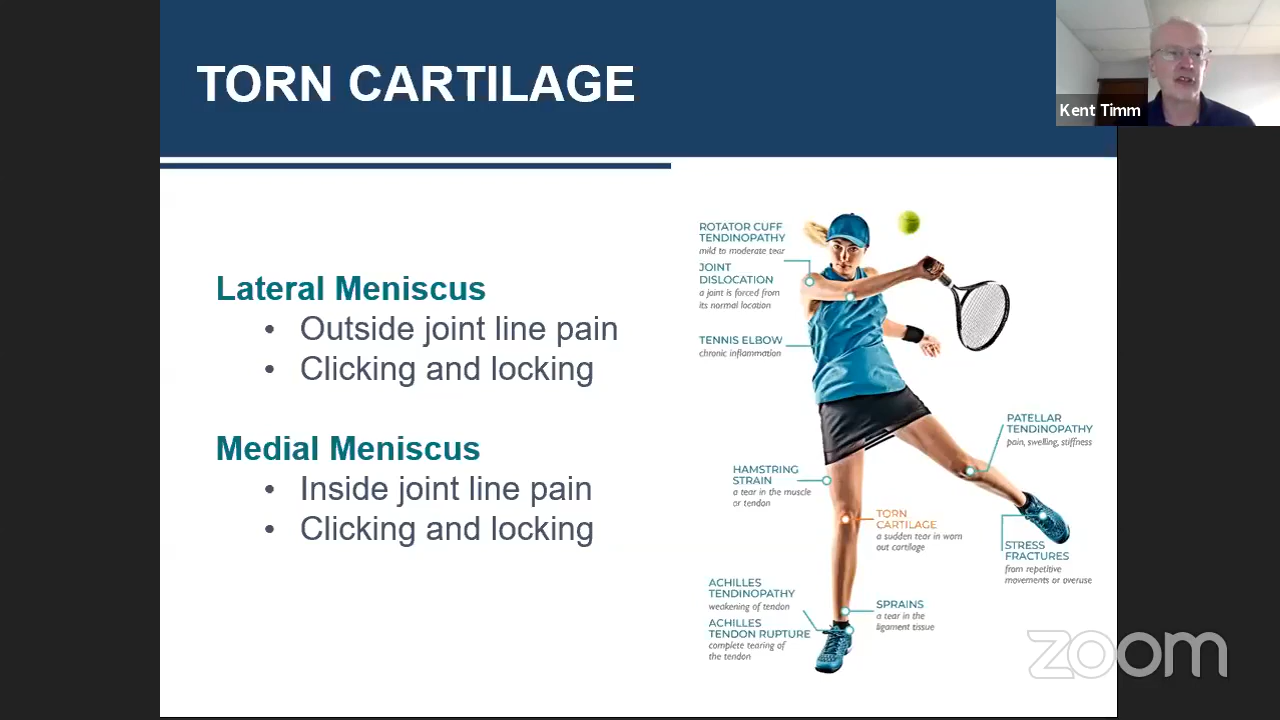 TORN CARTILAGE
Kent Timm
Lateral Meniscus
• Outside joint line pain
• Clicking and locking
Medial Meniscus
• Inside joint line pain
• Clicking and locking
ROTATOR CUFF
TENDINOPATHY
mild to moderate tear
JOINT
DISLOCATION
a joint is forced from
its normal location
TENNIS ELBOW
chronic inflammation
PATELLAR
TENDINOPATHY
pain, swelling, stiffness
HAMSTRING
STRAIN
a tear in the muscle
or tendon
TORN
CARTILAGE
a sudden tear in worn
out cartilage
STRESS
FRACTURES
from repetitive
movements or overuse
ACHILLES
TENDINOPATHY
weakening of tendon
ACHILLES
TENDON RUPTURE
complete tearing of
the tendon
SPRAINS
a tear in the
ligament tissue
zoom